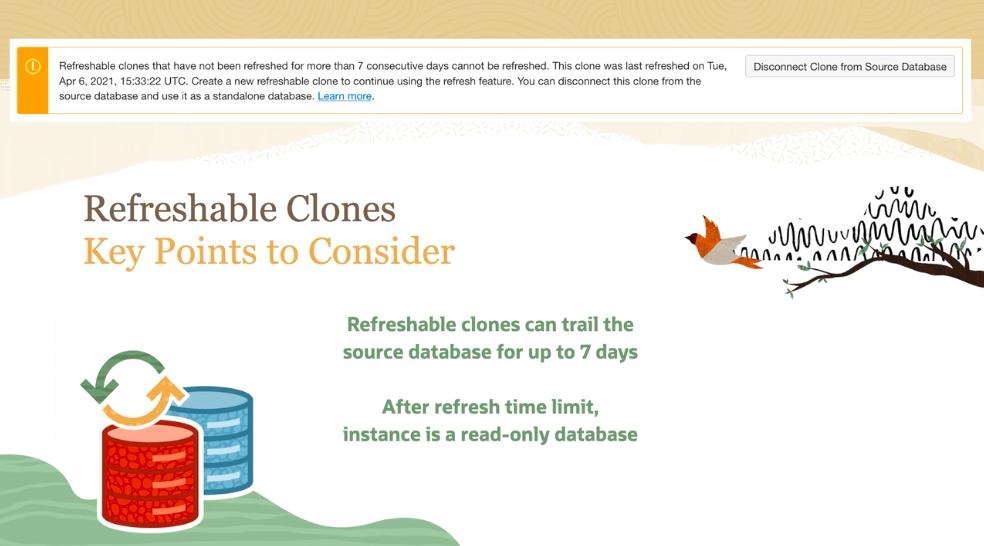 Refreshable clones that have not been refreshed for more than 7 consecutive days cannot be refreshed. This clone was last refreshed on Tue,
Apr 6, 2021, 15:33:22 UTC. Create a new refreshable clone to continue using the refresh feature. You can disconnect this clone from the
source database and use it as a standalone database. Learn more.
Disconnect Clone from Source Database
Refreshable Clones
Key Points to Consider
Refreshable clones can trail the
source database for up to 7 days
After refresh time limit,
instance is a read-only database